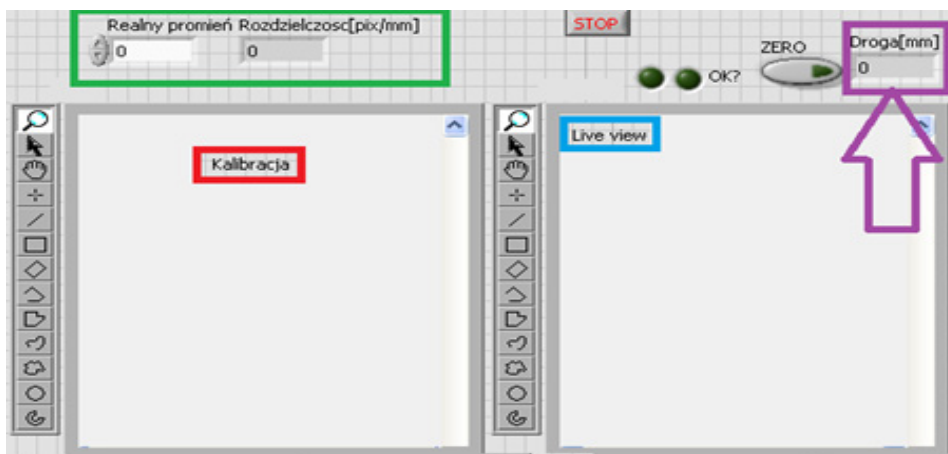 Realny promień Rozdzielczosc[pix/mm]
0 0
STOP
OK?
ZERO
Droga[mm]
0
Kalibracja
Live view